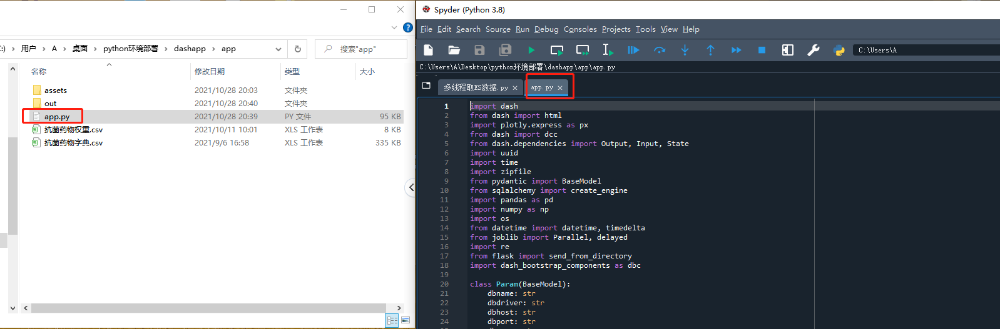 :) › 用户 › A › 桌面 › python环境部署 › dashapp › app
搜索"app"
名称 修改日期 类型 大小
assets 2021/10/28 20:03 文件夹
out 2021/10/28 20:40 文件夹
app.py 2021/10/28 20:39 PY 文件 95 KB
抗菌药物权重.csv 2021/10/11 10:01 XLS 工作表 8 KB
抗菌药物字典.csv 2021/9/6 16:58 XLS 工作表 335 KB
Spyder (Python 3.8)
File Edit Search Source Run Debug Consoles Projects Tools View Help
C:\Users\A
C:\Users\A\Desktop\python环境部署\dashapp\app\app.py
多线程取ES数据.py × app.py ×
1 import dash
2 from dash import html
3 import plotly.express as px
4 from dash import dcc
5 from dash.dependencies import Output, Input, State
6 import uuid
7 import time
8 import zipfile
9 from pydantic import BaseModel
10 from sqlalchemy import create_engine
11 import pandas as pd
12 import numpy as np
13 import os
14 from datetime import datetime, timedelta
15 from joblib import Parallel, delayed
16 import re
17 from flask import send_from_directory
18 import dash_bootstrap_components as dbc
19
20 class Param(BaseModel):
21 dbname: str
22 dbdriver: str
23 dbhost: str
24 dbport: str